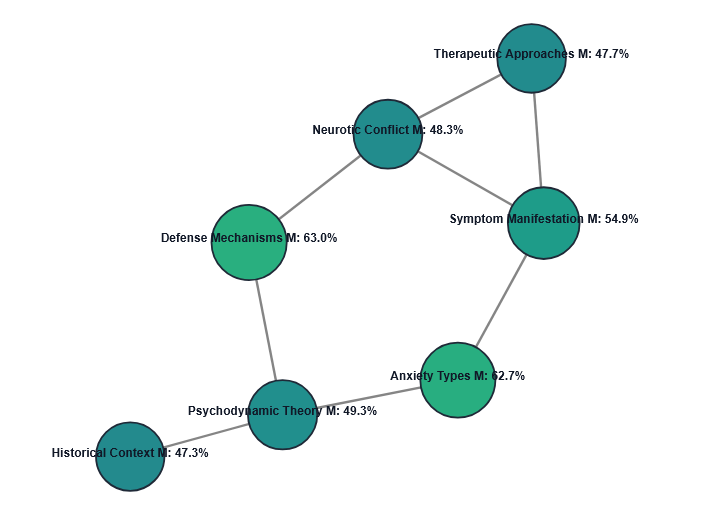 Therapeutic Approaches M: 47.7%
Neurotic Conflict M: 48.3%
Symptom Manifestation M: 54.9%
Defense Mechanisms M: 63.0%
Anxiety Types M: 62.7%
Psychodynamic Theory M: 49.3%
Historical Context M: 47.3%